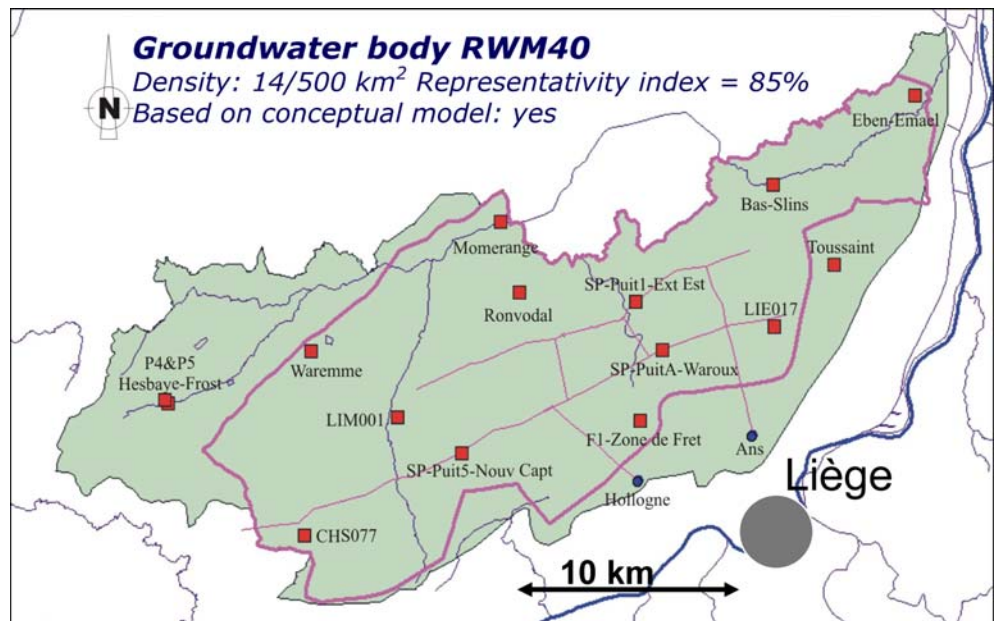 Groundwater body RWM40
Density: 14/500 km² Representativity index = 85%
Based on conceptual model: yes
N
Eben-Emael
Bas-Slins
Momerange
Toussaint
SP-Puit1-Ext Est
Ronvodal
LIE017
P4&P5
Hesbaye-Frost
Waremme
SP-PuitA-Waroux
LIM001
F1-Zone de Fret
Ans
SP-Puit5-Nouv Capt
Liège
Hollogne
CHS077
10 km